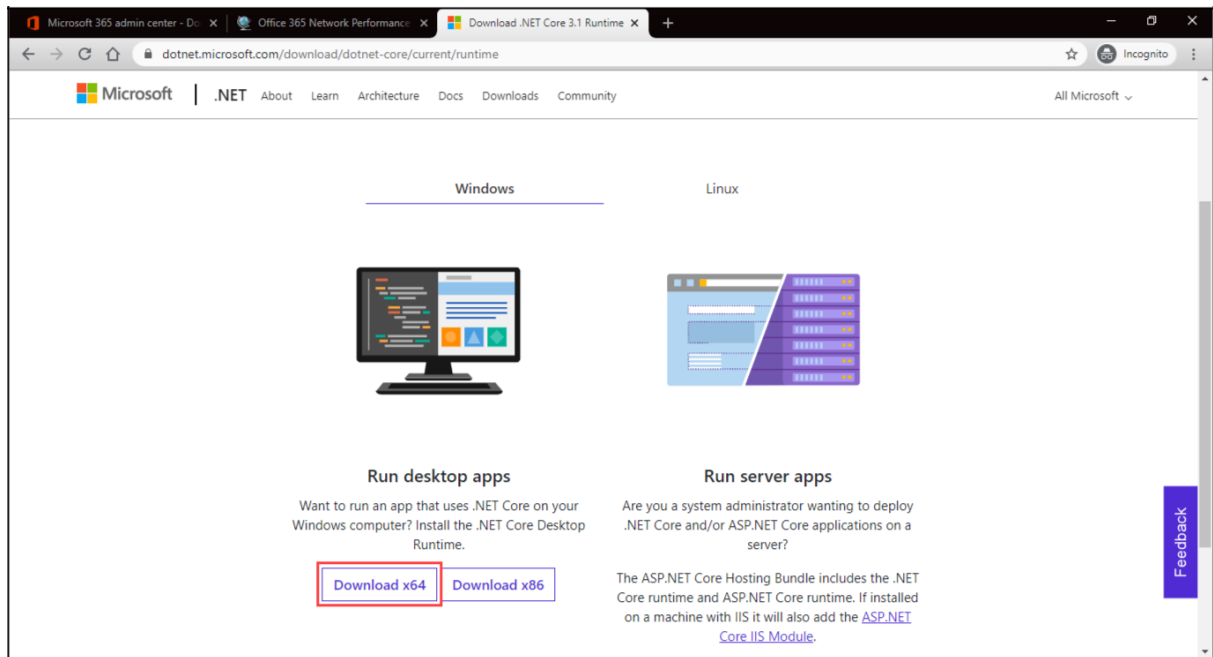 Microsoft 365 admin center - Do
Office 365 Network Performance
Download .NET Core 3.1 Runtime
dotnet.microsoft.com/download/dotnet-core/current/runtime
Incognito
Microsoft | .NET About Learn Architecture Docs Downloads Community
All Microsoft
Windows
Linux
Run desktop apps
Want to run an app that uses .NET Core on your
Windows computer? Install the .NET Core Desktop
Runtime.
Download x64
Download x86
Run server apps
Are you a system administrator wanting to deploy
.NET Core and/or ASP.NET Core applications on a
server?
The ASP.NET Core Hosting Bundle includes the .NET
Core runtime and ASP.NET Core runtime. If installed
on a machine with IIS it will also add the ASP.NET
Core IIS Module.
Feedback